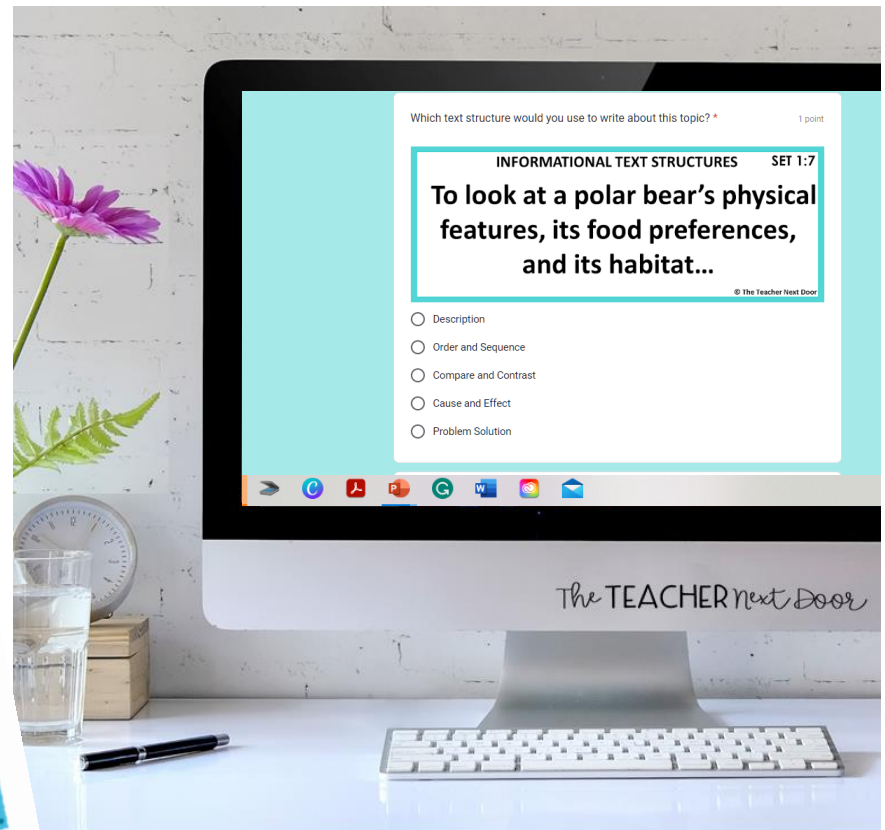 Which text structure would you use to write about this topic? *
1 point
INFORMATIONAL TEXT STRUCTURES
SET 1:7
To look at a polar bear's physical
features, its food preferences,
and its habitat...
© The Teacher Next Door
Description
Order and Sequence
Compare and Contrast
Cause and Effect
Problem Solution
The TEACHER next Door